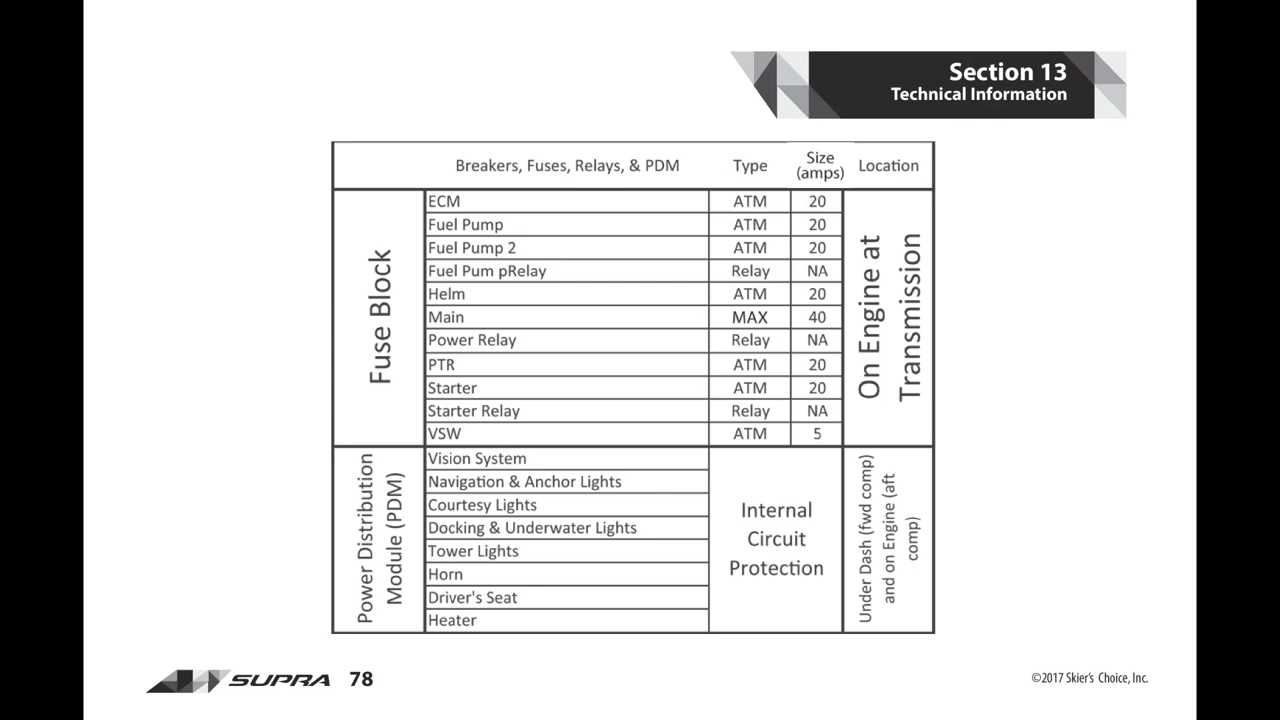 Section 13
Technical Information
Breakers, Fuses, Relays, & PDM Type Size (amps) Location
Fuse Block
On Engine at Transmission
ECM ATM 20
Fuel Pump ATM 20
Fuel Pump 2 ATM 20
Fuel Pum pRelay Relay NA
Helm ATM 20
Main MAX 40
Power Relay Relay NA
PTR ATM 20
Starter ATM 20
Starter Relay Relay NA
VSW ATM 5
Power Distribution
Module (PDM)
Vision System
Navigation & Anchor Lights
Courtesy Lights
Docking & Underwater Lights
Tower Lights
Horn
Driver's Seat
Heater
Internal
Circuit
Protection
Under Dash (fwd comp)
and on Engine (aft
comp)
SUPRA 78
©2017 Skier's Choice, Inc.